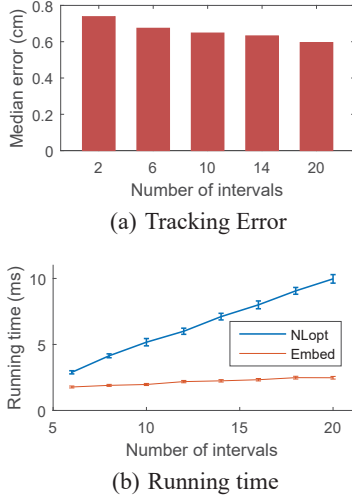 0.8
0.6
0.4
0.2
0
Median error (cm)
2 6 10 14 20
Number of intervals
(a) Tracking Error
10
5
0
Running time (ms)
NLopt
Embed
5 10 15 20
Number of intervals
(b) Running time